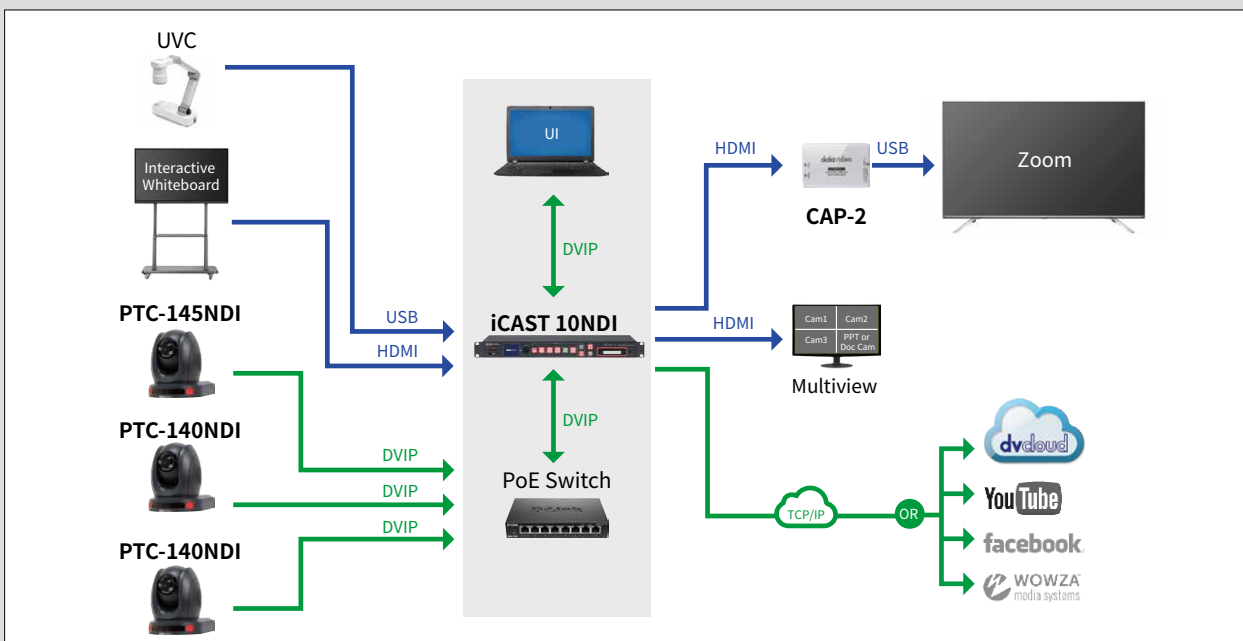 UVC
Interactive
Whiteboard
PTC-145NDI
PTC-140NDI
PTC-140NDI
USB
HDMI
DVIP
DVIP
DVIP
UI
DVIP
iCAST 10NDI
DVIP
PoE Switch
D-Link
HDMI
datavideo
CAP-2
USB
Zoom
HDMI
Cam1
Cam2
Cam3
PPT or
Doc Cam
Multiview
TCP/IP
OR
dvcloud
YouTube
facebook
WOWZA
media systems